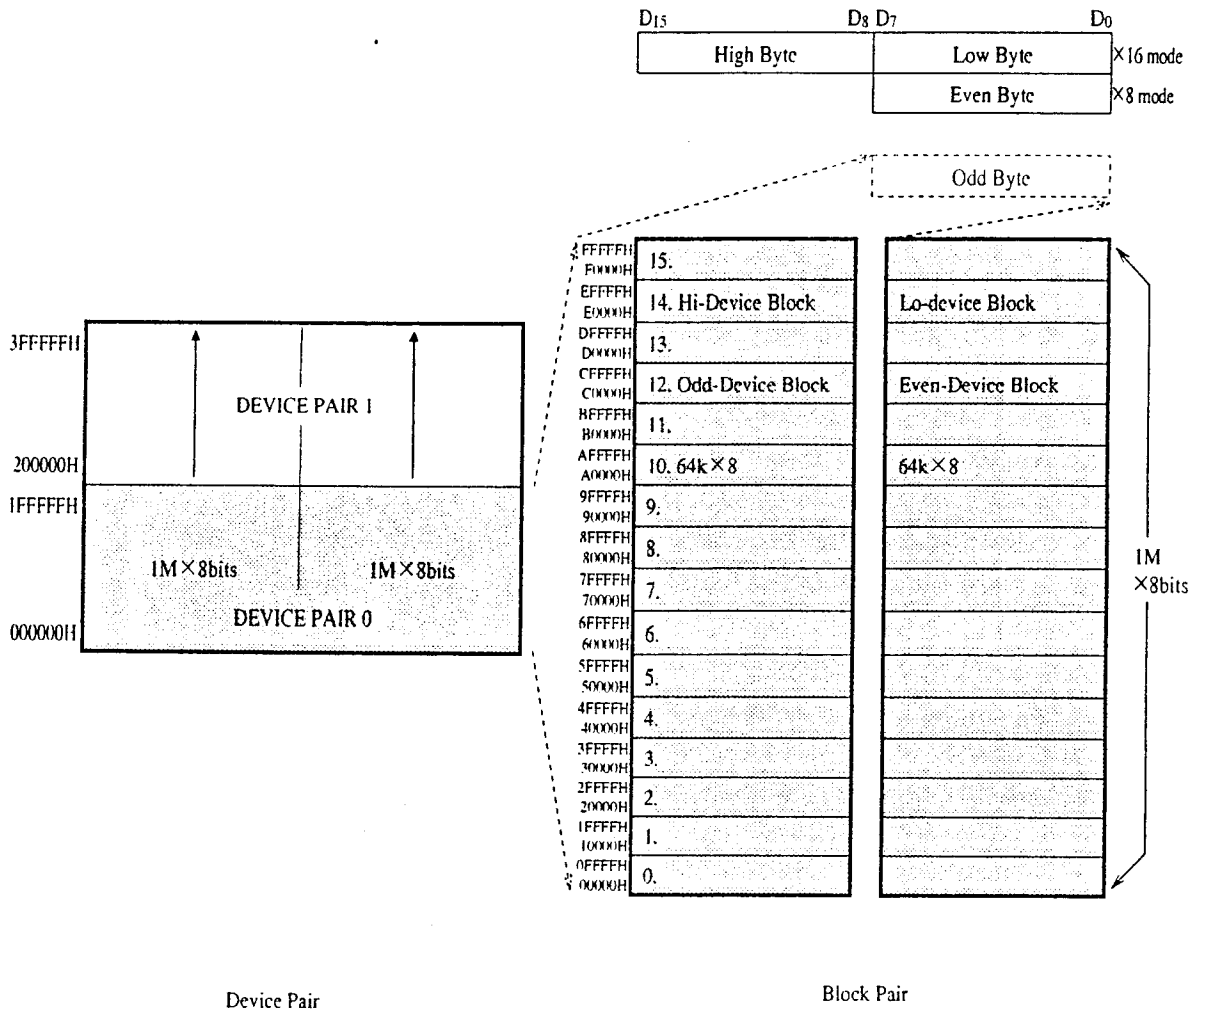 D15 D8 D7 D0
High Byte Low Byte ×16 mode
Even Byte ×8 mode
Odd Byte
3FFFFFH
DEVICE PAIR 1
200000H
1FFFFFH
1M×8bits 1M×8bits
DEVICE PAIR 0
000000H
FFFFFH
F0000H
15.
EFFFFH
E0000H
14. Hi-Device Block Lo-device Block
DFFFFH
D0000H
13.
CFFFFH
C0000H
12. Odd-Device Block Even-Device Block
BFFFFH
B0000H
11.
AFFFFH
A0000H
10. 64k×8 64k×8
9FFFFH
90000H
9.
8FFFFH
80000H
8.
7FFFFH
70000H
7.
6FFFFH
60000H
6.
5FFFFH
50000H
5.
4FFFFH
40000H
4.
3FFFFH
30000H
3.
2FFFFH
20000H
2.
1FFFFH
10000H
1.
0FFFFH
00000H
0.
1M
×8bits
Device Pair
Block Pair